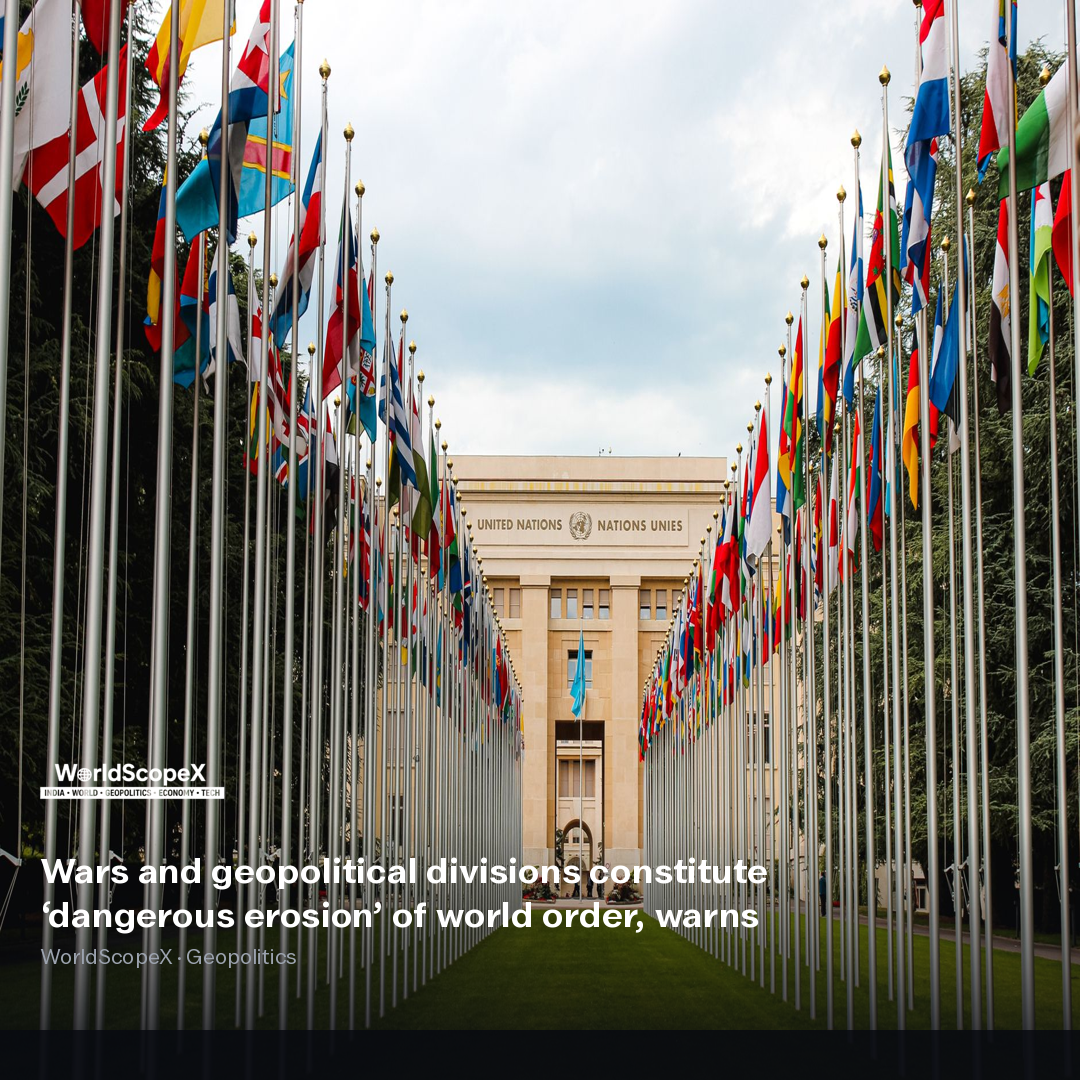 UNITED NATIONS NATIONS UNIES
WorldScopeX
INDIA • WORLD • GEOPOLITICS • ECONOMY • TECH
Wars and geopolitical divisions constitute
‘dangerous erosion’ of world order, warns
WorldScopeX · Geopolitics